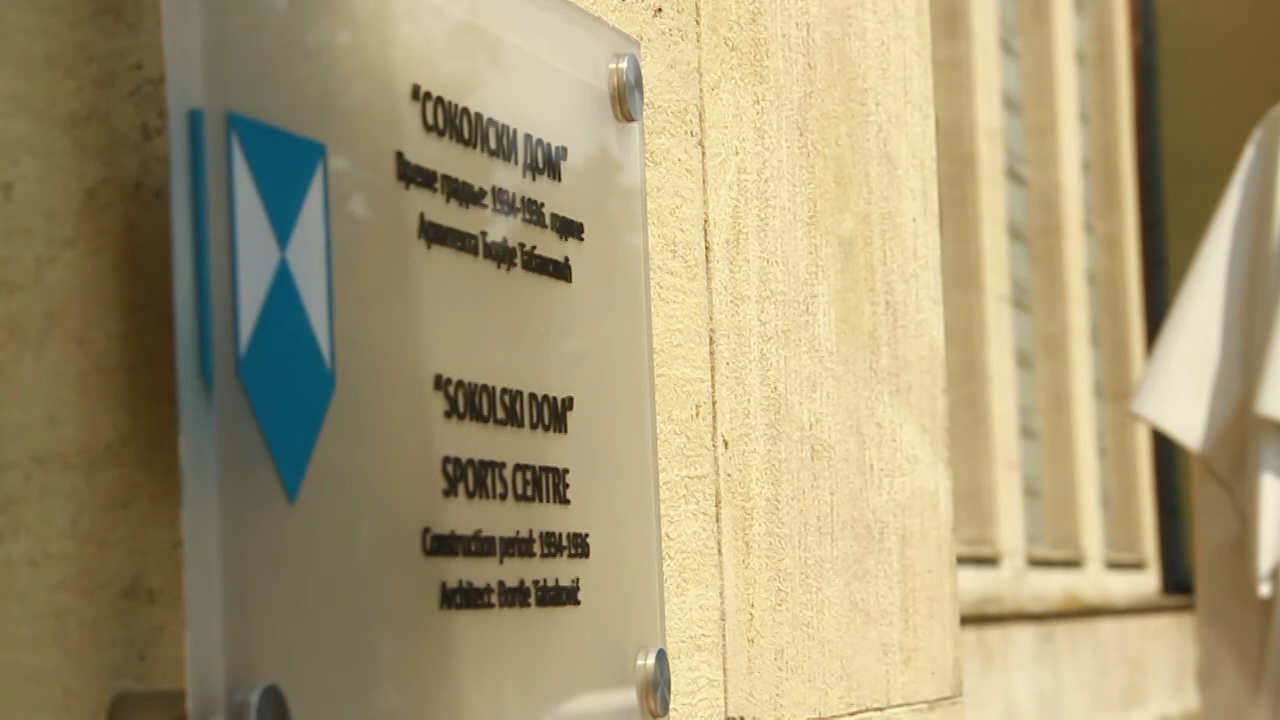 "СОКОЛСКИ ДОМ"
Време градње: 1934-1936. године
Архитекта Ђорђе Табаковић
"SOKOLSKI DOM"
SPORTS CENTRE
Construction period: 1934-1936
Architect: Đorđe Tabaković